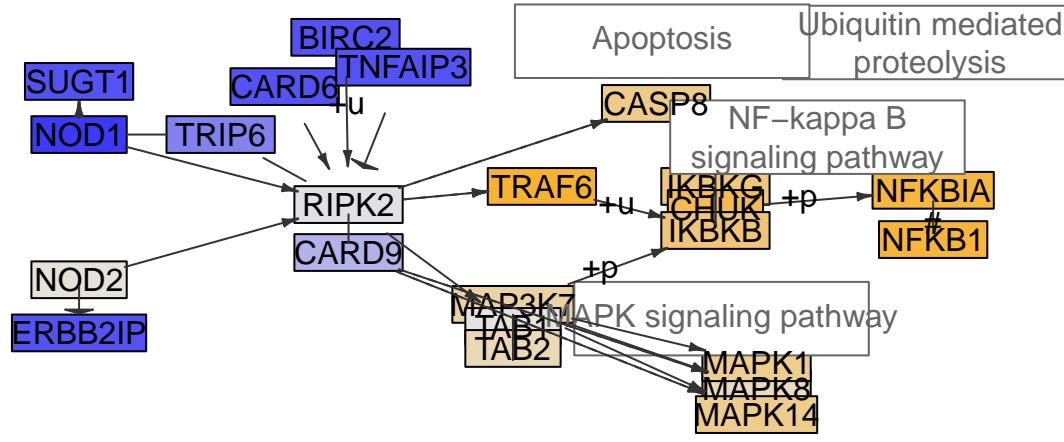 BIRC2
Apoptosis
Ubiquitin mediated
proteolysis
TNFAIP3
SUGT1
CARD6
+u
CASP8
NOD1
TRIP6
NF−kappa B
signaling pathway
RIPK2
TRAF6
+u
IKBKG
CHUK
IKBKB
+p
NFKBIA
#
NFKB1
CARD9
+p
NOD2
MAP3K7
TAB1
TAB2
MAPK signaling pathway
ERBB2IP
MAPK1
MAPK8
MAPK14